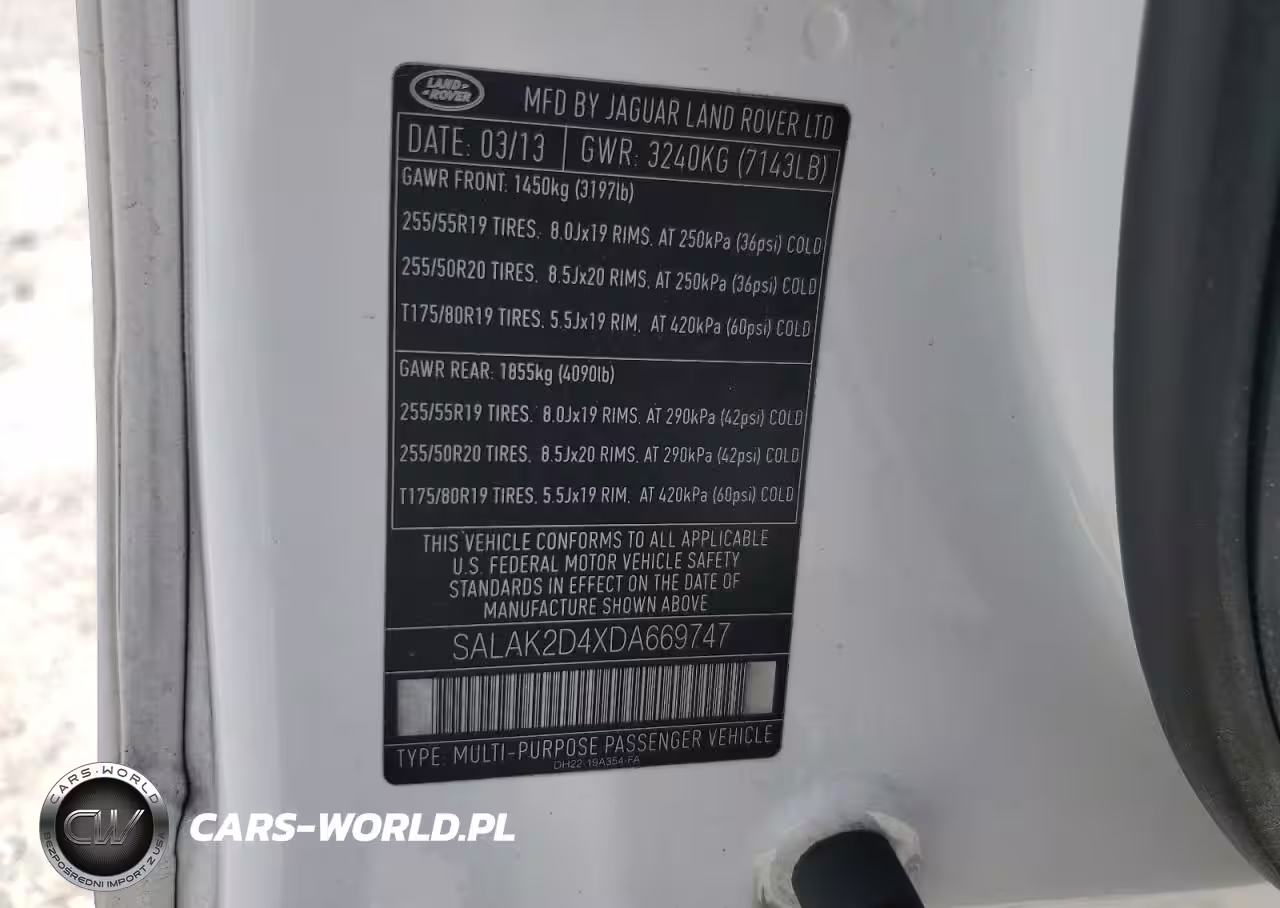 LAND-
-ROVER
MFD BY JAGUAR LAND ROVER LTD
DATE: 03/13 GWR: 3240KG (7143LB)
GAWR FRONT: 1450kg (3197lb)
255/55R19 TIRES. 8.0Jx19 RIMS. AT 250kPa (36psi) COLD
255/50R20 TIRES. 8.5Jx20 RIMS. AT 250kPa (36psi) COLD
T175/80R19 TIRES. 5.5Jx19 RIM. AT 420kPa (60psi) COLD
GAWR REAR: 1855kg (4090lb)
255/55R19 TIRES. 8.0Jx19 RIMS. AT 290kPa (42psi) COLD
255/50R20 TIRES. 8.5Jx20 RIMS. AT 290kPa (42psi) COLD
T175/80R19 TIRES. 5.5Jx19 RIM. AT 420kPa (60psi) COLD
THIS VEHICLE CONFORMS TO ALL APPLICABLE
U.S. FEDERAL MOTOR VEHICLE SAFETY
STANDARDS IN EFFECT ON THE DATE OF
MANUFACTURE SHOWN ABOVE
SALAK2D4XDA669747
TYPE: MULTI-PURPOSE PASSENGER VEHICLE
DH22-19A354-FA
CARS-WORLD
CW
BEZPOŚREDNI IMPORT Z USA
CARS-WORLD.PL